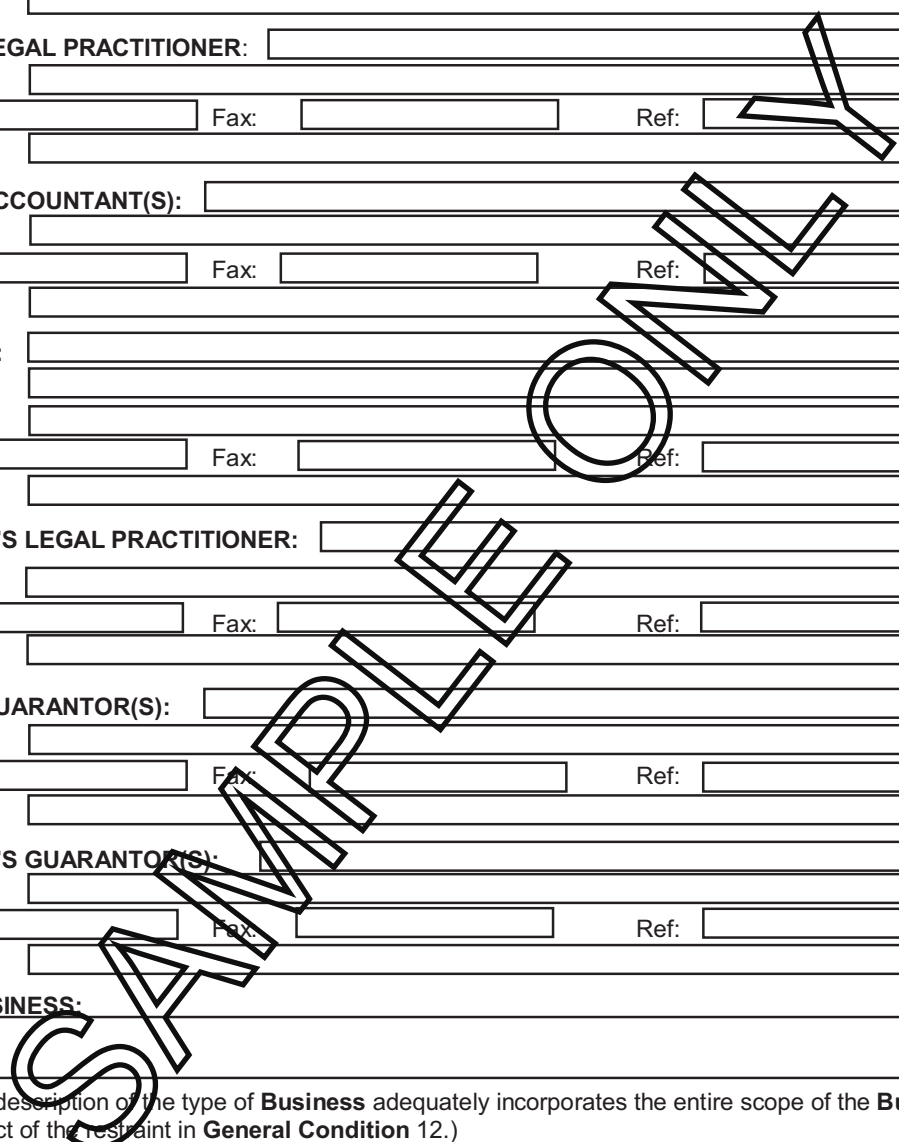 EGAL PRACTITIONER:
Fax: Ref:
CCOUNTANT(S):
Fax: Ref:
:
Fax: Ref:
'S LEGAL PRACTITIONER:
Fax: Ref:
UARANTOR(S):
Fax: Ref:
'S GUARANTOR(S):
Fax: Ref:
SINESS:
description of the type of Business adequately incorporates the entire scope of the Bu
ct of the restraint in General Condition 12.)
SAMPLE ONLY